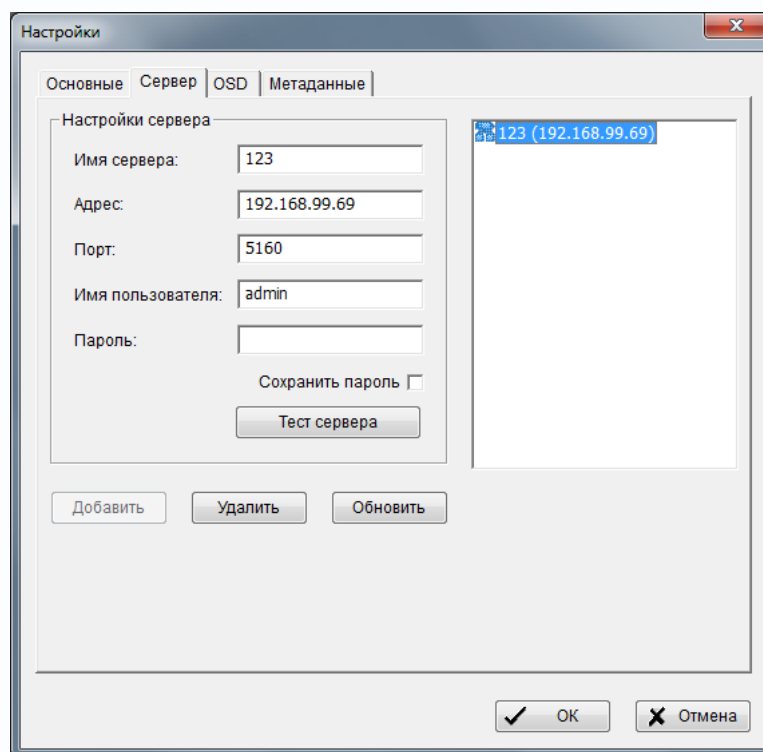 Настройки
Основные Сервер OSD Метаданные
Настройки сервера
123 (192.168.99.69)
Имя сервера: 123
Адрес: 192.168.99.69
Порт: 5160
Имя пользователя: admin
Пароль:
Сохранить пароль
Тест сервера
Добавить Удалить Обновить
OK Отмена